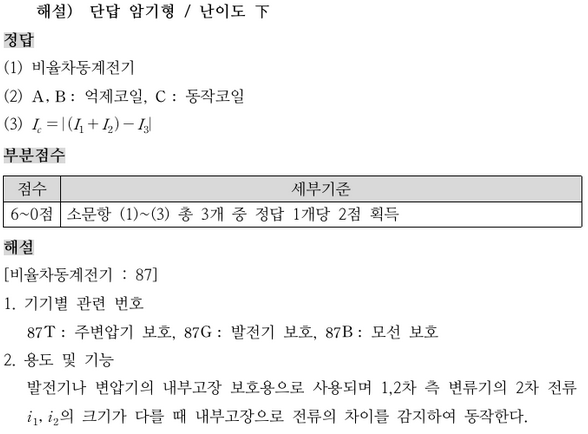 해설) 단답 암기형 / 난이도 下
정답
(1) 비율차동계전기
(2) A, B : 억제코일, C : 동작코일
(3) I_c = |(I_1 + I_2) - I_3|
부분점수
점수 세부기준
6~0점 소문항 (1)~(3) 총 3개 중 정답 1개당 2점 획득
해설
[비율차동계전기 : 87]
1. 기기별 관련 번호
87T : 주변압기 보호, 87G : 발전기 보호, 87B : 모선 보호
2. 용도 및 기능
발전기나 변압기의 내부고장 보호용으로 사용되며 1,2차 측 변류기의 2차 전류
i_1, i_2의 크기가 다를 때 내부고장으로 전류의 차이를 감지하여 동작한다.